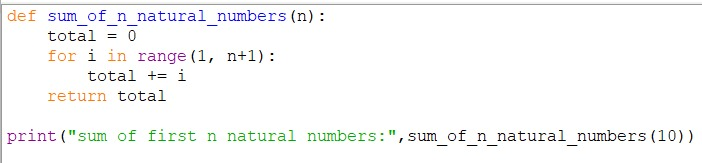 def sum_of_n_natural_numbers(n):
    total = 0
    for i in range(1, n+1):
        total += i
    return total
print("sum of first n natural numbers:",sum_of_n_natural_numbers(10))